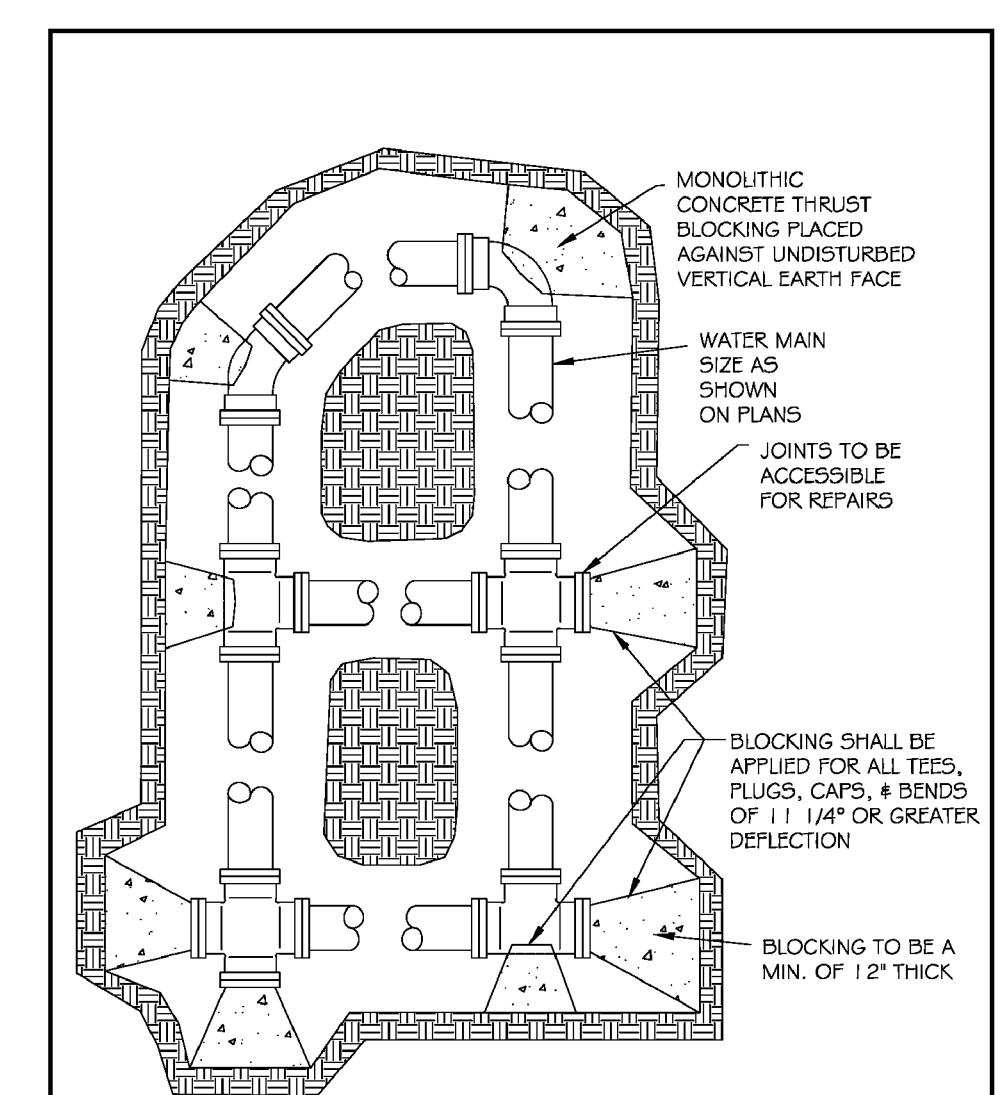 MONOLITHIC
CONCRETE THRUST
BLOCKING PLACED
AGAINST UNDISTURBED
VERTICAL EARTH FACE
WATER MAIN
SIZE AS
SHOWN
ON PLANS
JOINTS TO BE
ACCESSIBLE
FOR REPAIRS
BLOCKING SHALL BE
APPLIED FOR ALL TEES,
PLUGS, CAPS, & BENDS
OF 11 1/4° OR GREATER
DEFLECTION
BLOCKING TO BE A
MIN. OF 12" THICK